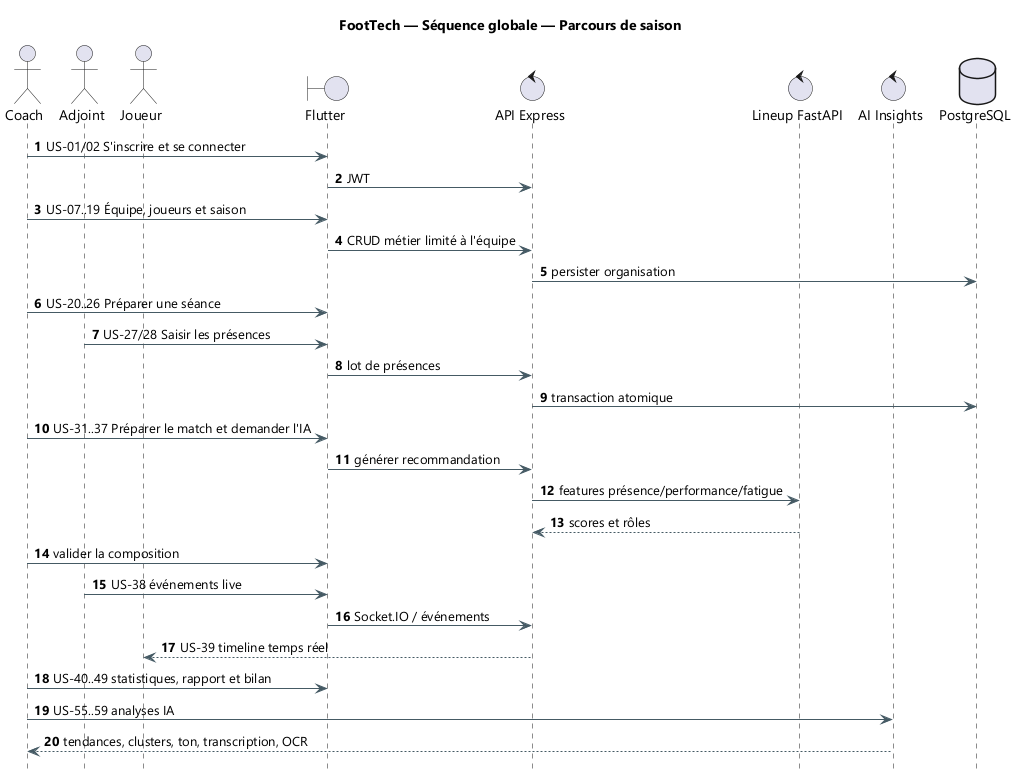 FootTech — Séquence globale — Parcours de saison
Coach Adjoint Joueur Flutter API Express Lineup FastAPI AI Insights PostgreSQL
1 US-01/02 S'inscrire et se connecter
2 JWT
3 US-07..19 Équipe, joueurs et saison
4 CRUD métier limité à l'équipe
5 persister organisation
6 US-20..26 Préparer une séance
7 US-27/28 Saisir les présences
8 lot de présences
9 transaction atomique
10 US-31..37 Préparer le match et demander l'IA
11 générer recommandation
12 features présence/performance/fatigue
13 scores et rôles
14 valider la composition
15 US-38 événements live
16 Socket.IO / événements
17 US-39 timeline temps réel
18 US-40..49 statistiques, rapport et bilan
19 US-55..59 analyses IA
20 tendances, clusters, ton, transcription, OCR